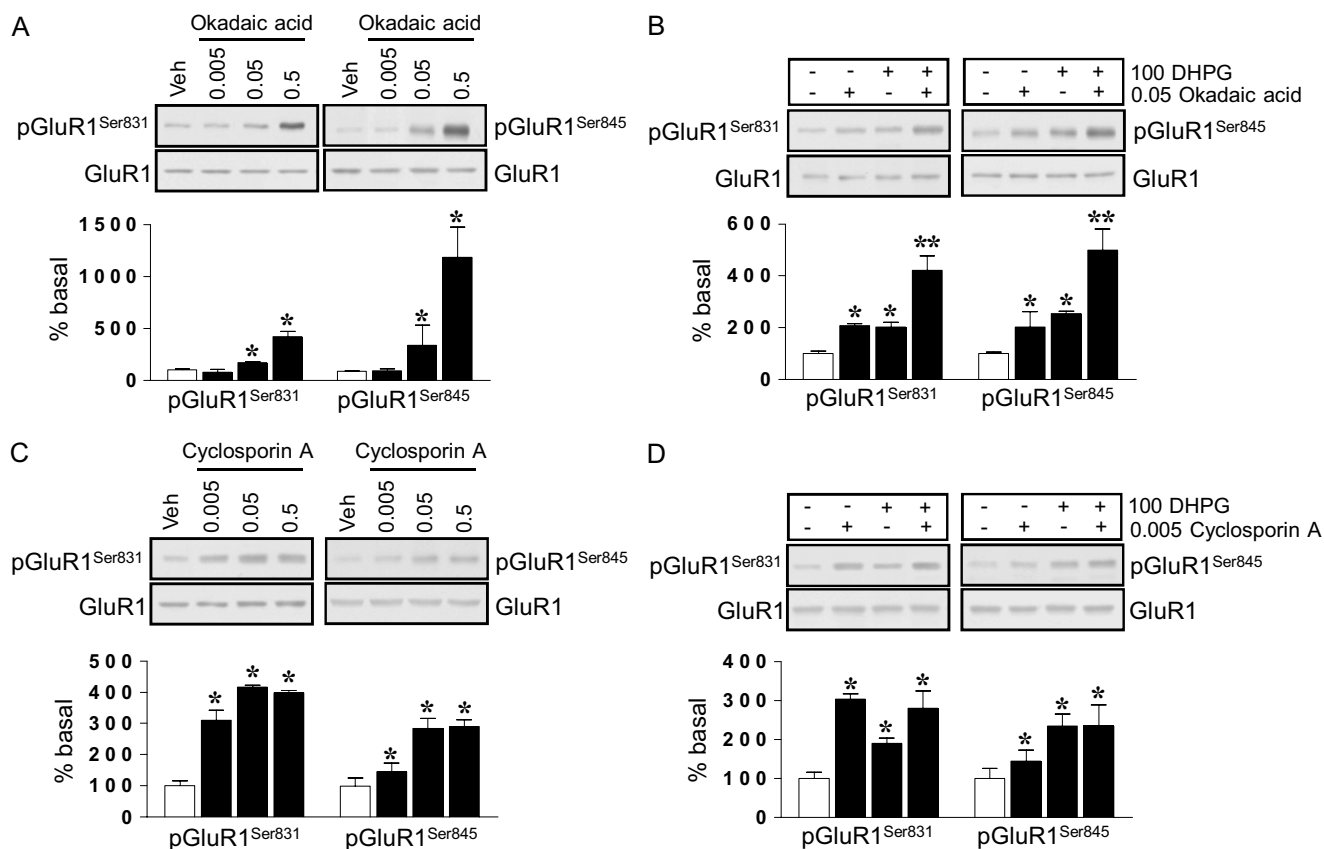 A
Okadaic acid
Okadaic acid
Veh 0.005 0.05 0.5
Veh 0.005 0.05 0.5
pGluR1Ser831
pGluR1Ser845
GluR1
GluR1
% basal
1500
1000
500
0
* *
* *
pGluR1Ser831
pGluR1Ser845
B
- - + +
- - + +
100 DHPG
- + - +
- + - +
0.05 Okadaic acid
pGluR1Ser831
pGluR1Ser845
GluR1
GluR1
% basal
600
400
200
0
* * **
* * **
pGluR1Ser831
pGluR1Ser845
C
Cyclosporin A
Cyclosporin A
Veh 0.005 0.05 0.5
Veh 0.005 0.05 0.5
pGluR1Ser831
pGluR1Ser845
GluR1
GluR1
% basal
500
400
300
200
100
0
* * *
* * *
pGluR1Ser831
pGluR1Ser845
D
- - + +
- - + +
100 DHPG
- + - +
- + - +
0.005 Cyclosporin A
pGluR1Ser831
pGluR1Ser845
GluR1
GluR1
% basal
400
300
200
100
0
* * *
* * *
pGluR1Ser831
pGluR1Ser845